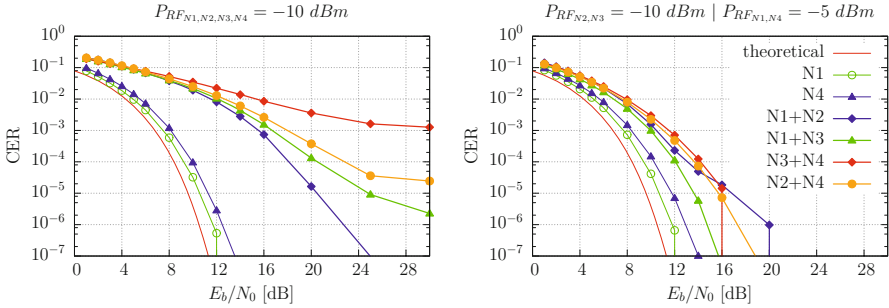 P_{RF_{N1,N2,N3,N4}} = −10 dBm
CER
10^0
10^{-1}
10^{-2}
10^{-3}
10^{-4}
10^{-5}
10^{-6}
10^{-7}
0 4 8 12 16 20 24 28
E_b/N_0 [dB]
P_{RF_{N2,N3}} = −10 dBm | P_{RF_{N1,N4}} = −5 dBm
CER
10^0
10^{-1}
10^{-2}
10^{-3}
10^{-4}
10^{-5}
10^{-6}
10^{-7}
0 4 8 12 16 20 24 28
E_b/N_0 [dB]
theoretical
N1
N4
N1+N2
N1+N3
N3+N4
N2+N4